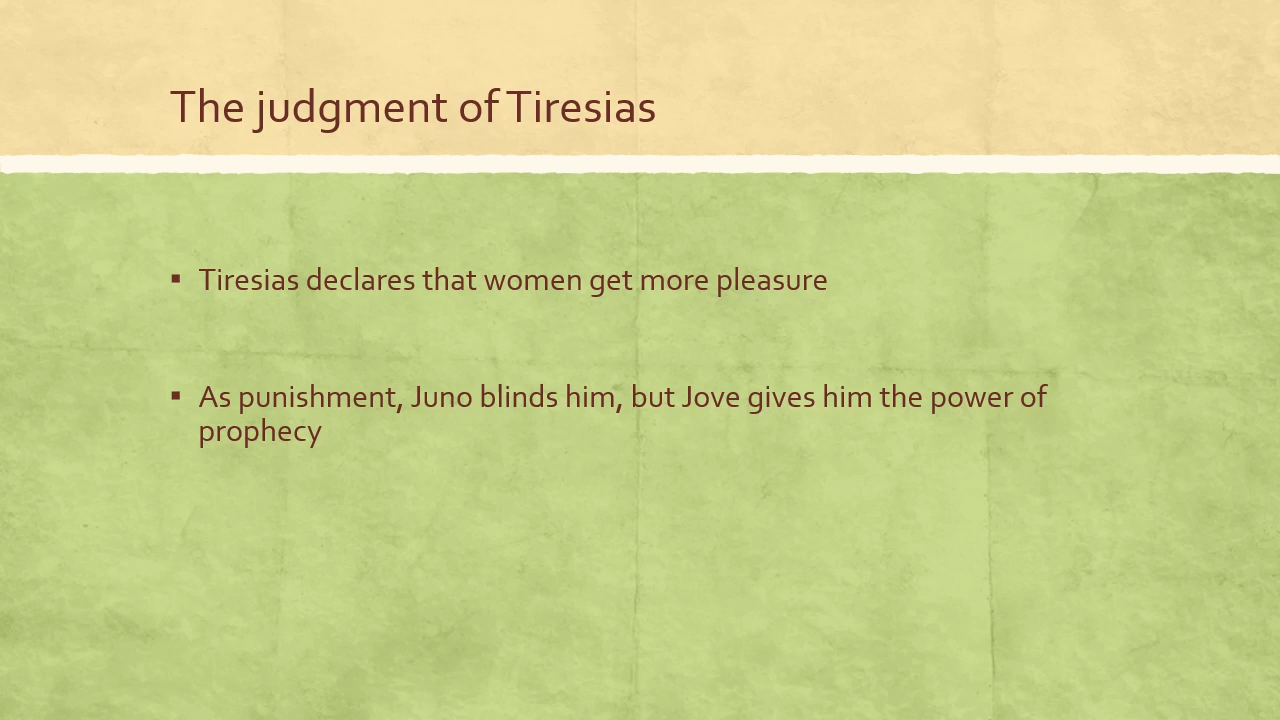 The judgment of Tiresias
▪ Tiresias declares that women get more pleasure
▪ As punishment, Juno blinds him, but Jove gives him the power of
prophecy